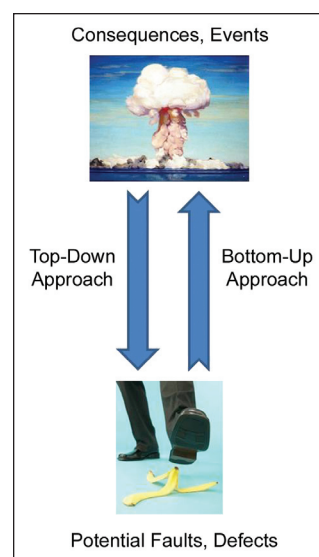 Consequences, Events
Top-Down
Approach
Bottom-Up
Approach
Potential Faults, Defects